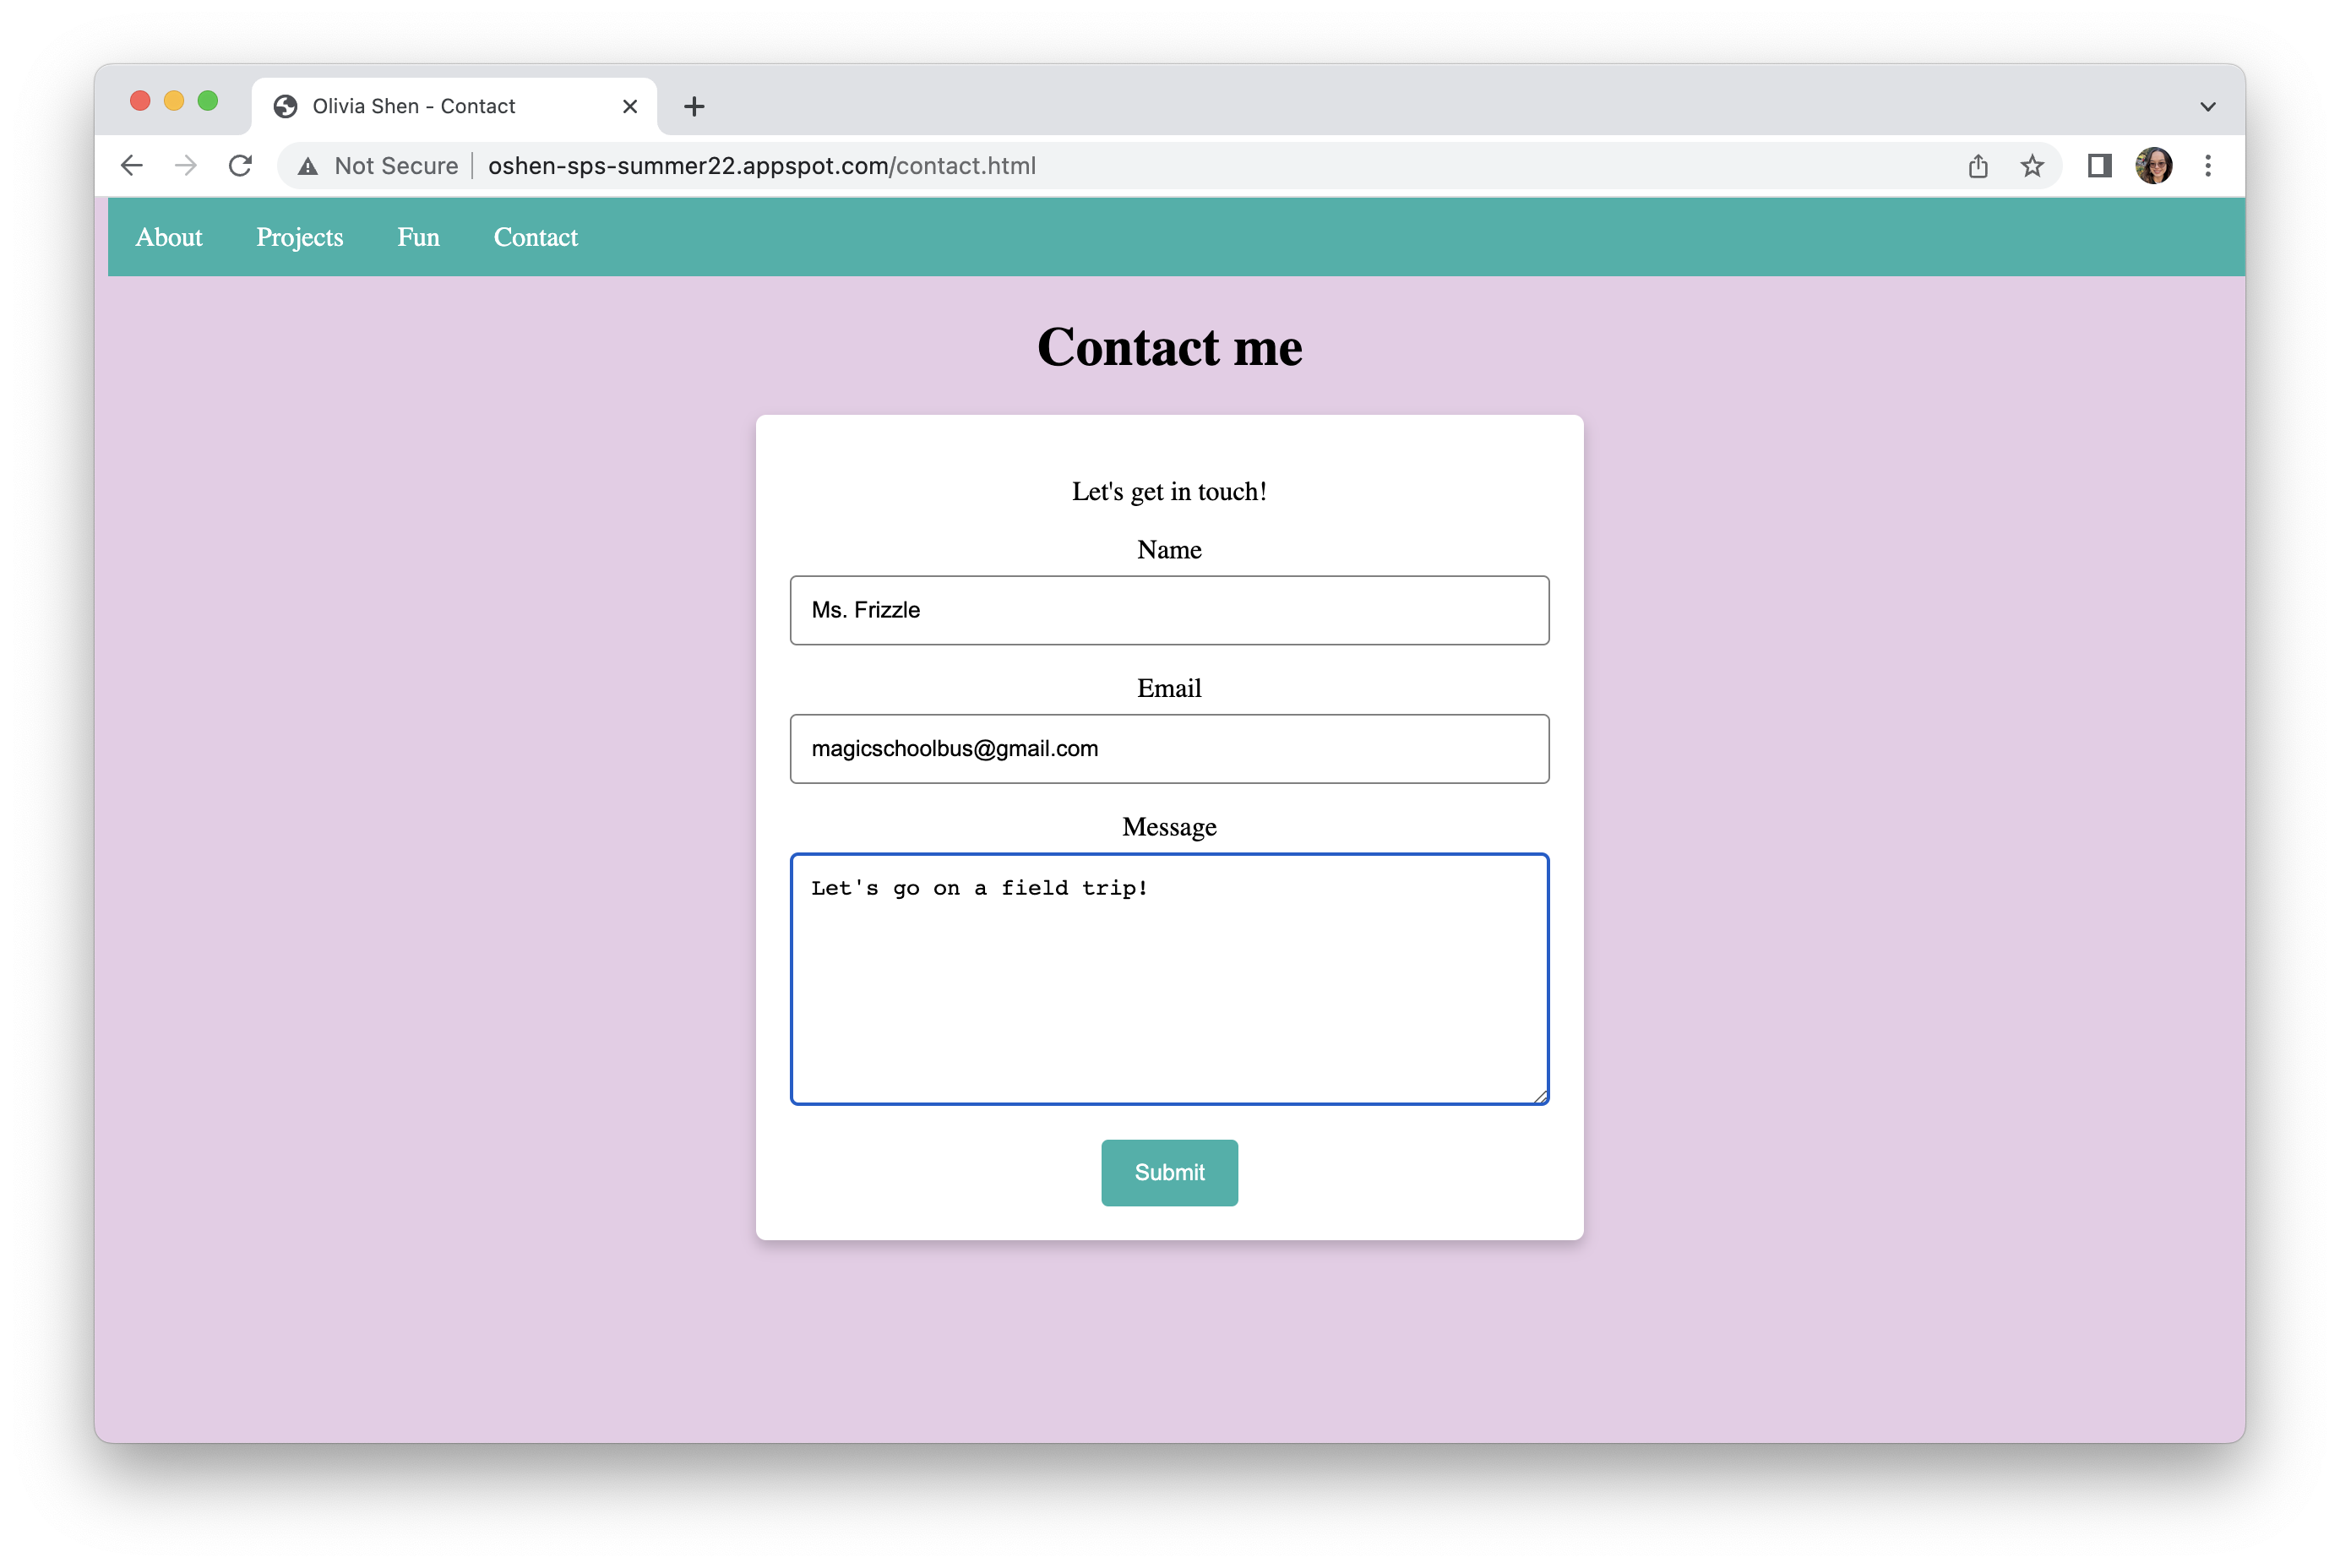 Olivia Shen - Contact
Not Secure oshen-sps-summer22.appspot.com/contact.html
About Projects Fun Contact
Contact me
Let's get in touch!
Name
Ms. Frizzle
Email
magicschoolbus@gmail.com
Message
Let's go on a field trip!
Submit